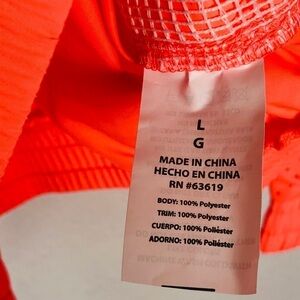 L
G
MADE IN CHINA
HECHO EN CHINA
RN #63619
BODY: 100% Polyester
TRIM: 100% Polyester
CUERPO: 100% Poliéster
ADORNO: 100% Poliéster